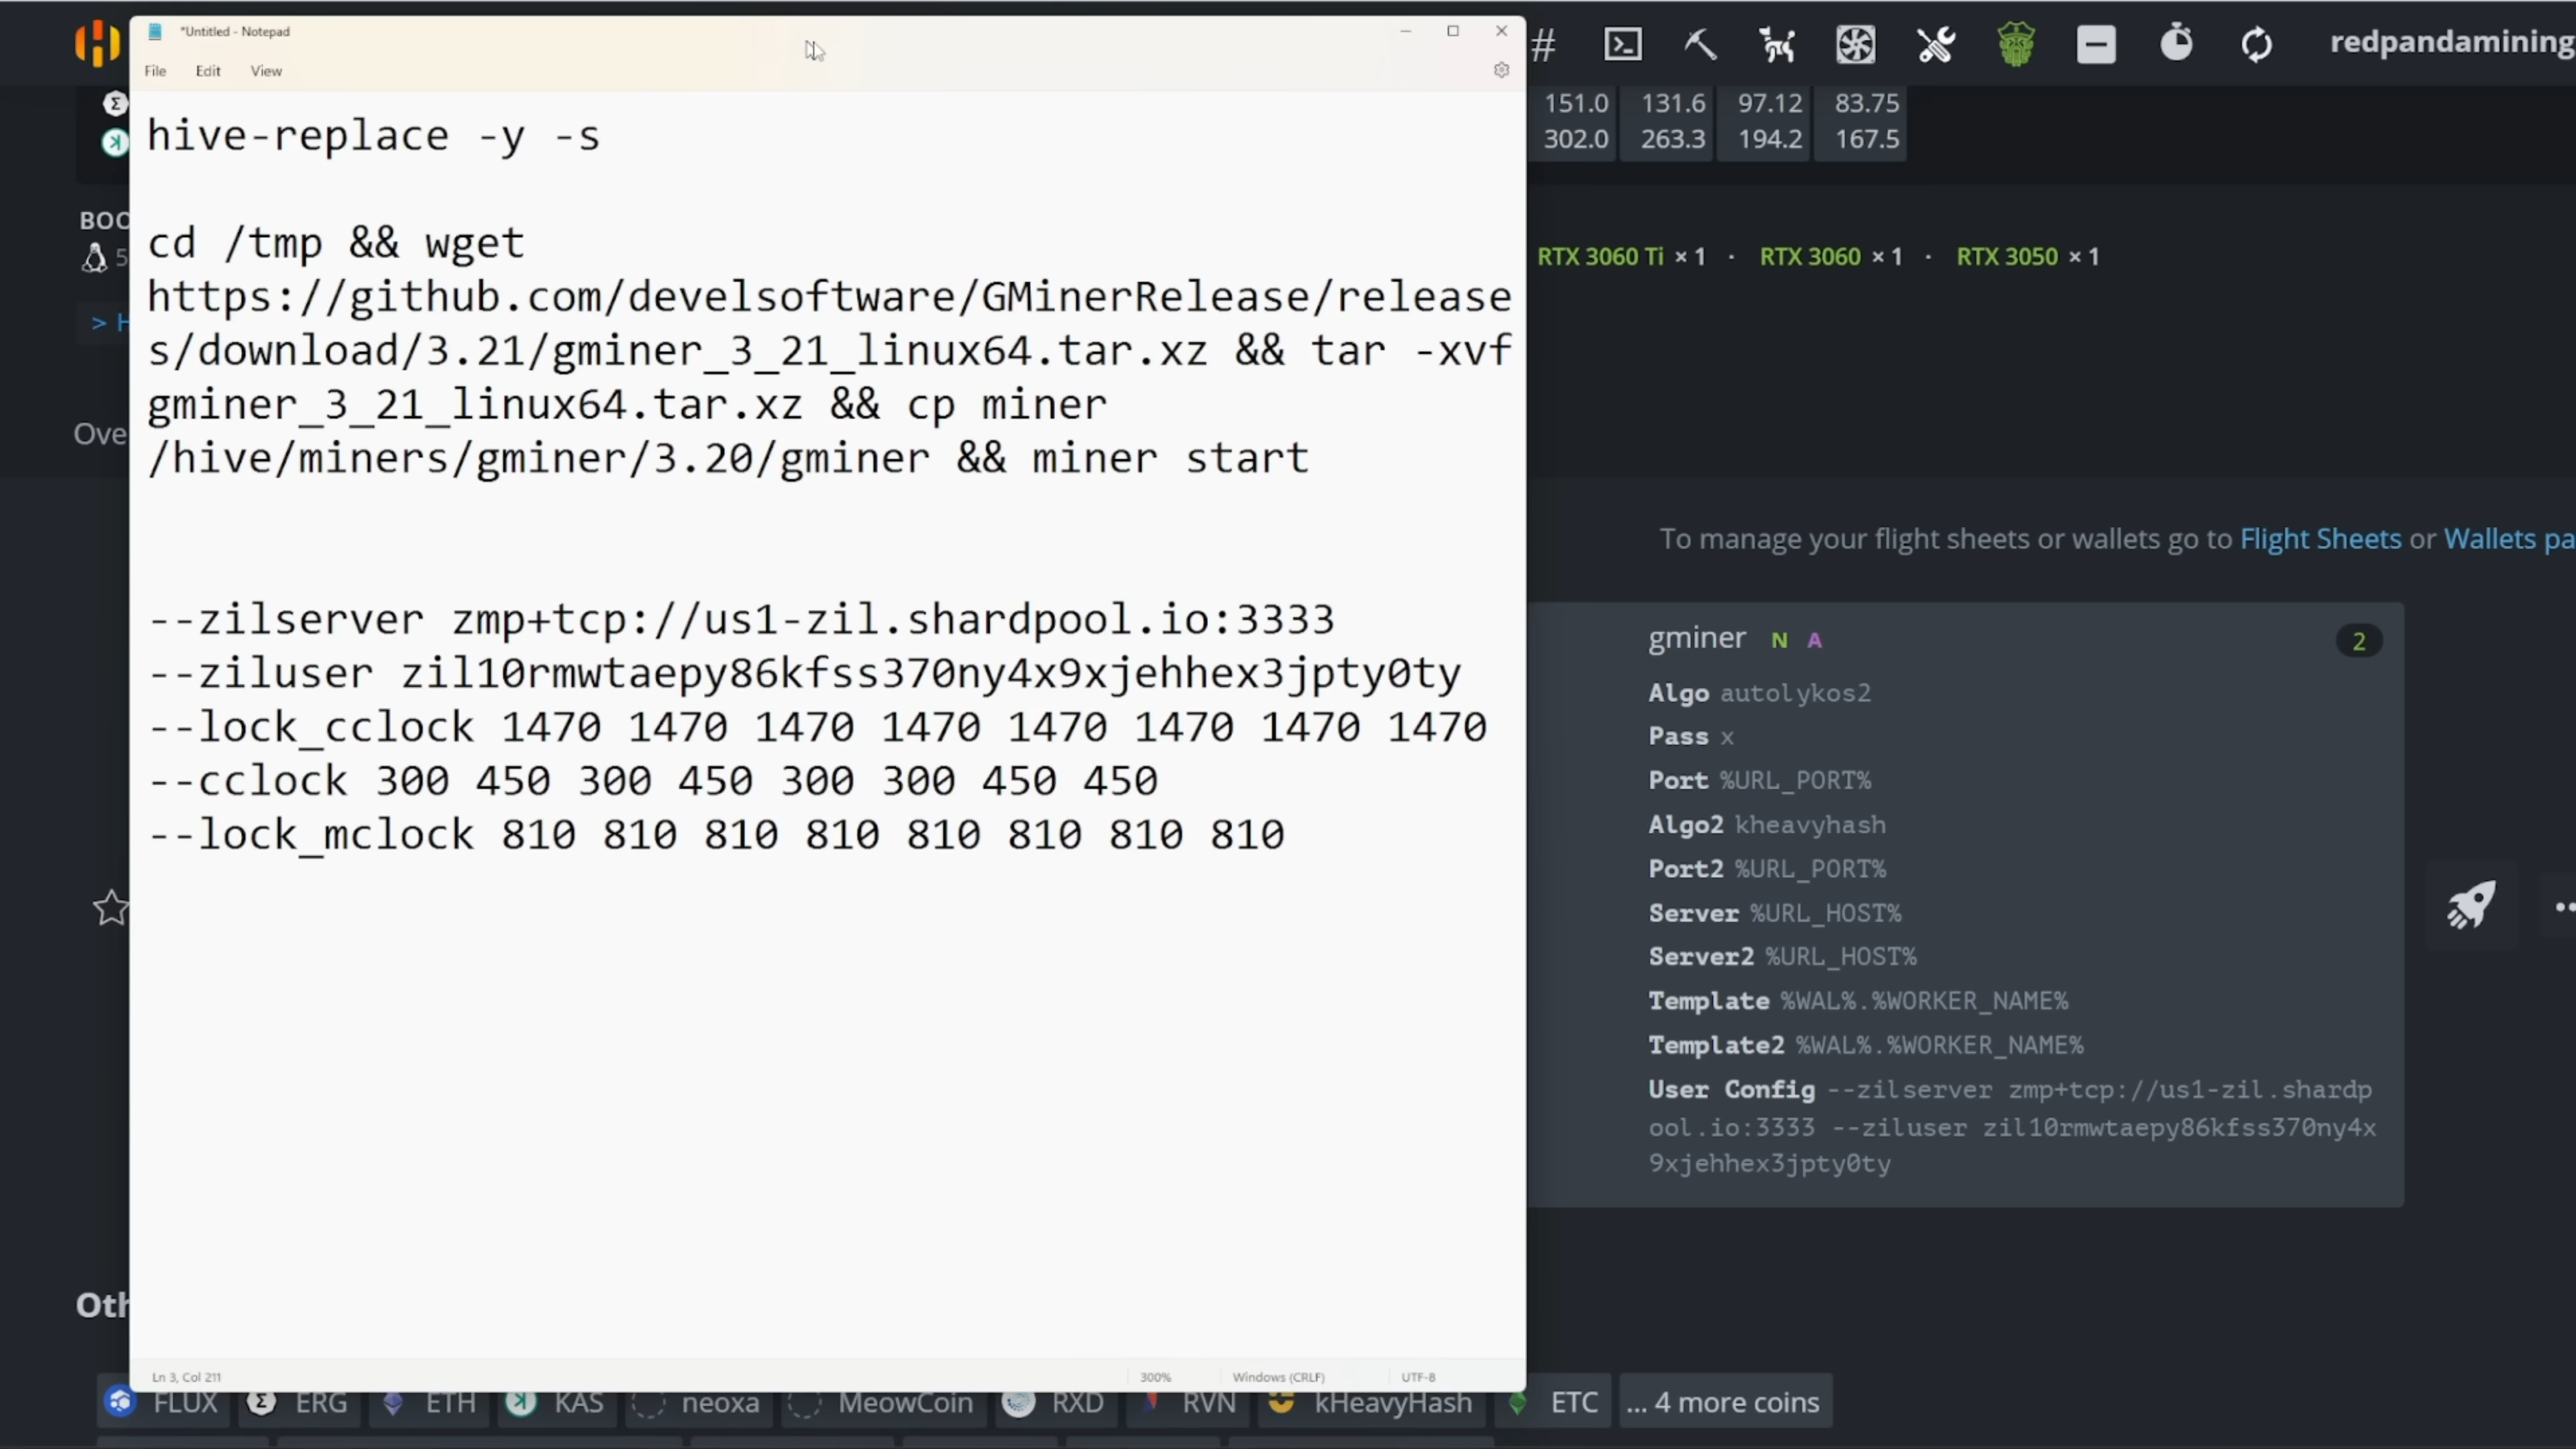 *Untitled - Notepad
File Edit View
hive-replace -y -s
cd /tmp && wget
https://github.com/develsoftware/GMinerRelease/release
s/download/3.21/gminer_3_21_linux64.tar.xz && tar -xvf
gminer_3_21_linux64.tar.xz && cp miner
/hive/miners/gminer/3.20/gminer && miner start
--zilserver zmp+tcp://us1-zil.shardpool.io:3333
--ziluser zil10rmwtaepy86kfss370ny4x9xjehhex3jpty0ty
--lock_cclock 1470 1470 1470 1470 1470 1470 1470 1470
--cclock 300 450 300 450 300 300 450 450
--lock_mclock 810 810 810 810 810 810 810 810
Ln 3, Col 211 300% Windows (CRLF) UTF-8
redpandamining
151.0 131.6 97.12 83.75
302.0 263.3 194.2 167.5
BOO
5
> H
RTX 3060 Ti × 1 · RTX 3060 × 1 · RTX 3050 × 1
Ove
To manage your flight sheets or wallets go to Flight Sheets or Wallets pa
gminer N A 2
Algo autolykos2
Pass x
Port %URL_PORT%
Algo2 kheavyhash
Port2 %URL_PORT%
Server %URL_HOST%
Server2 %URL_HOST%
Template %WAL%.%WORKER_NAME%
Template2 %WAL%.%WORKER_NAME%
User Config --zilserver zmp+tcp://us1-zil.shardp
ool.io:3333 --ziluser zil10rmwtaepy86kfss370ny4x
9xjehhex3jpty0ty
Oth
FLUX ERG ETH KAS neoxa MeowCoin RXD RVN kHeavyHash ETC ... 4 more coins